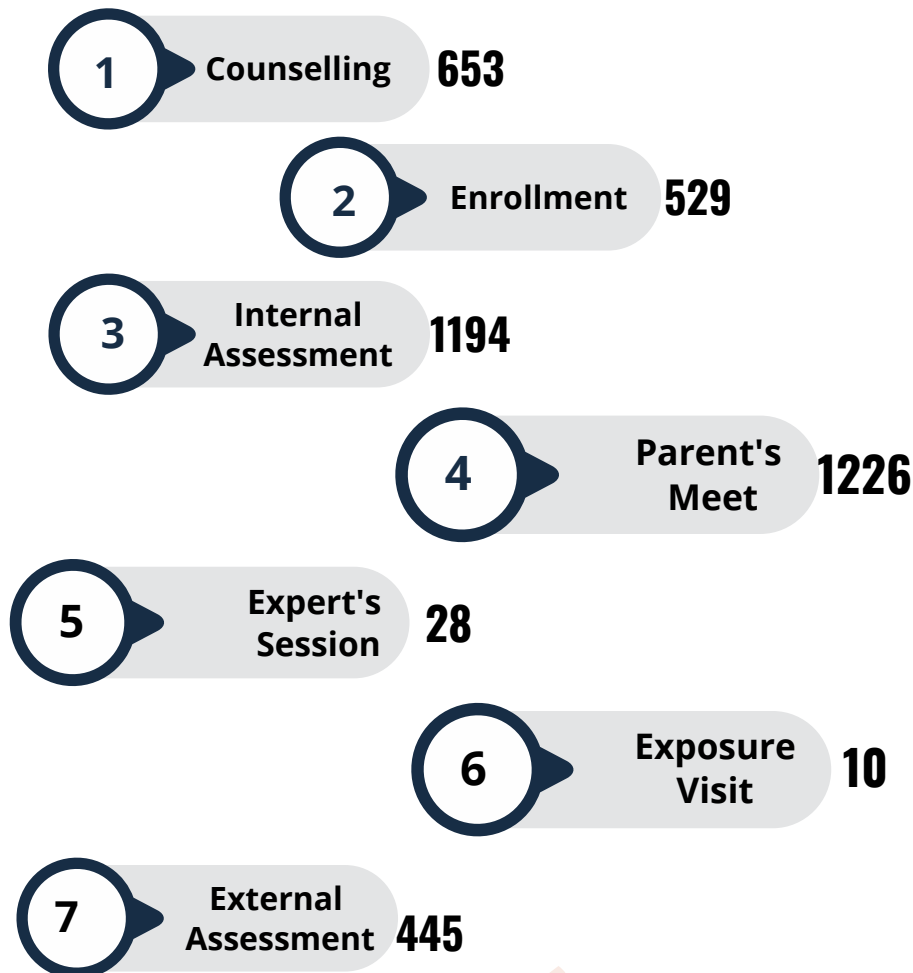 1 Counselling 653
2 Enrollment 529
3 Internal
Assessment 1194
4 Parent's
Meet 1226
5 Expert's
Session 28
6 Exposure
Visit 10
7 External
Assessment 445